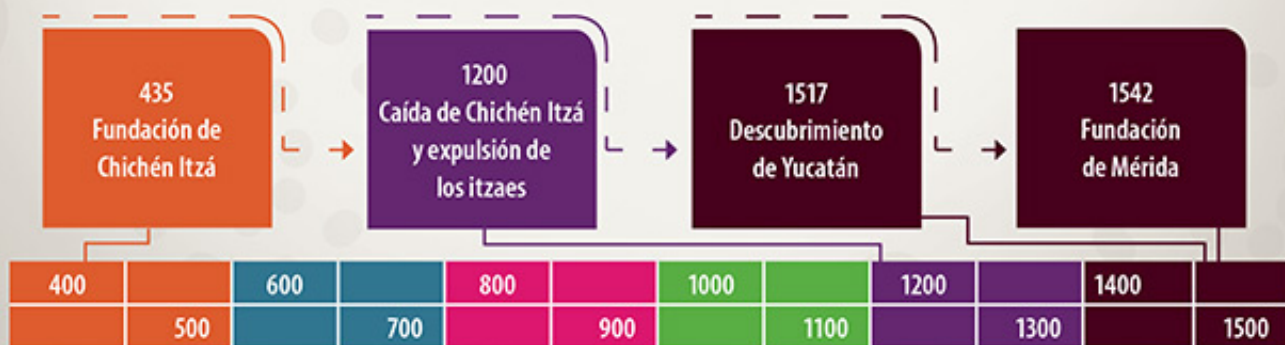 435
Fundación de
Chichén Itzá
1200
Caída de Chichén Itzá
y expulsión de
los itzaes
1517
Descubrimiento
de Yucatán
1542
Fundación
de Mérida
400 600 800 1000 1200 1400
500 700 900 1100 1300 1500